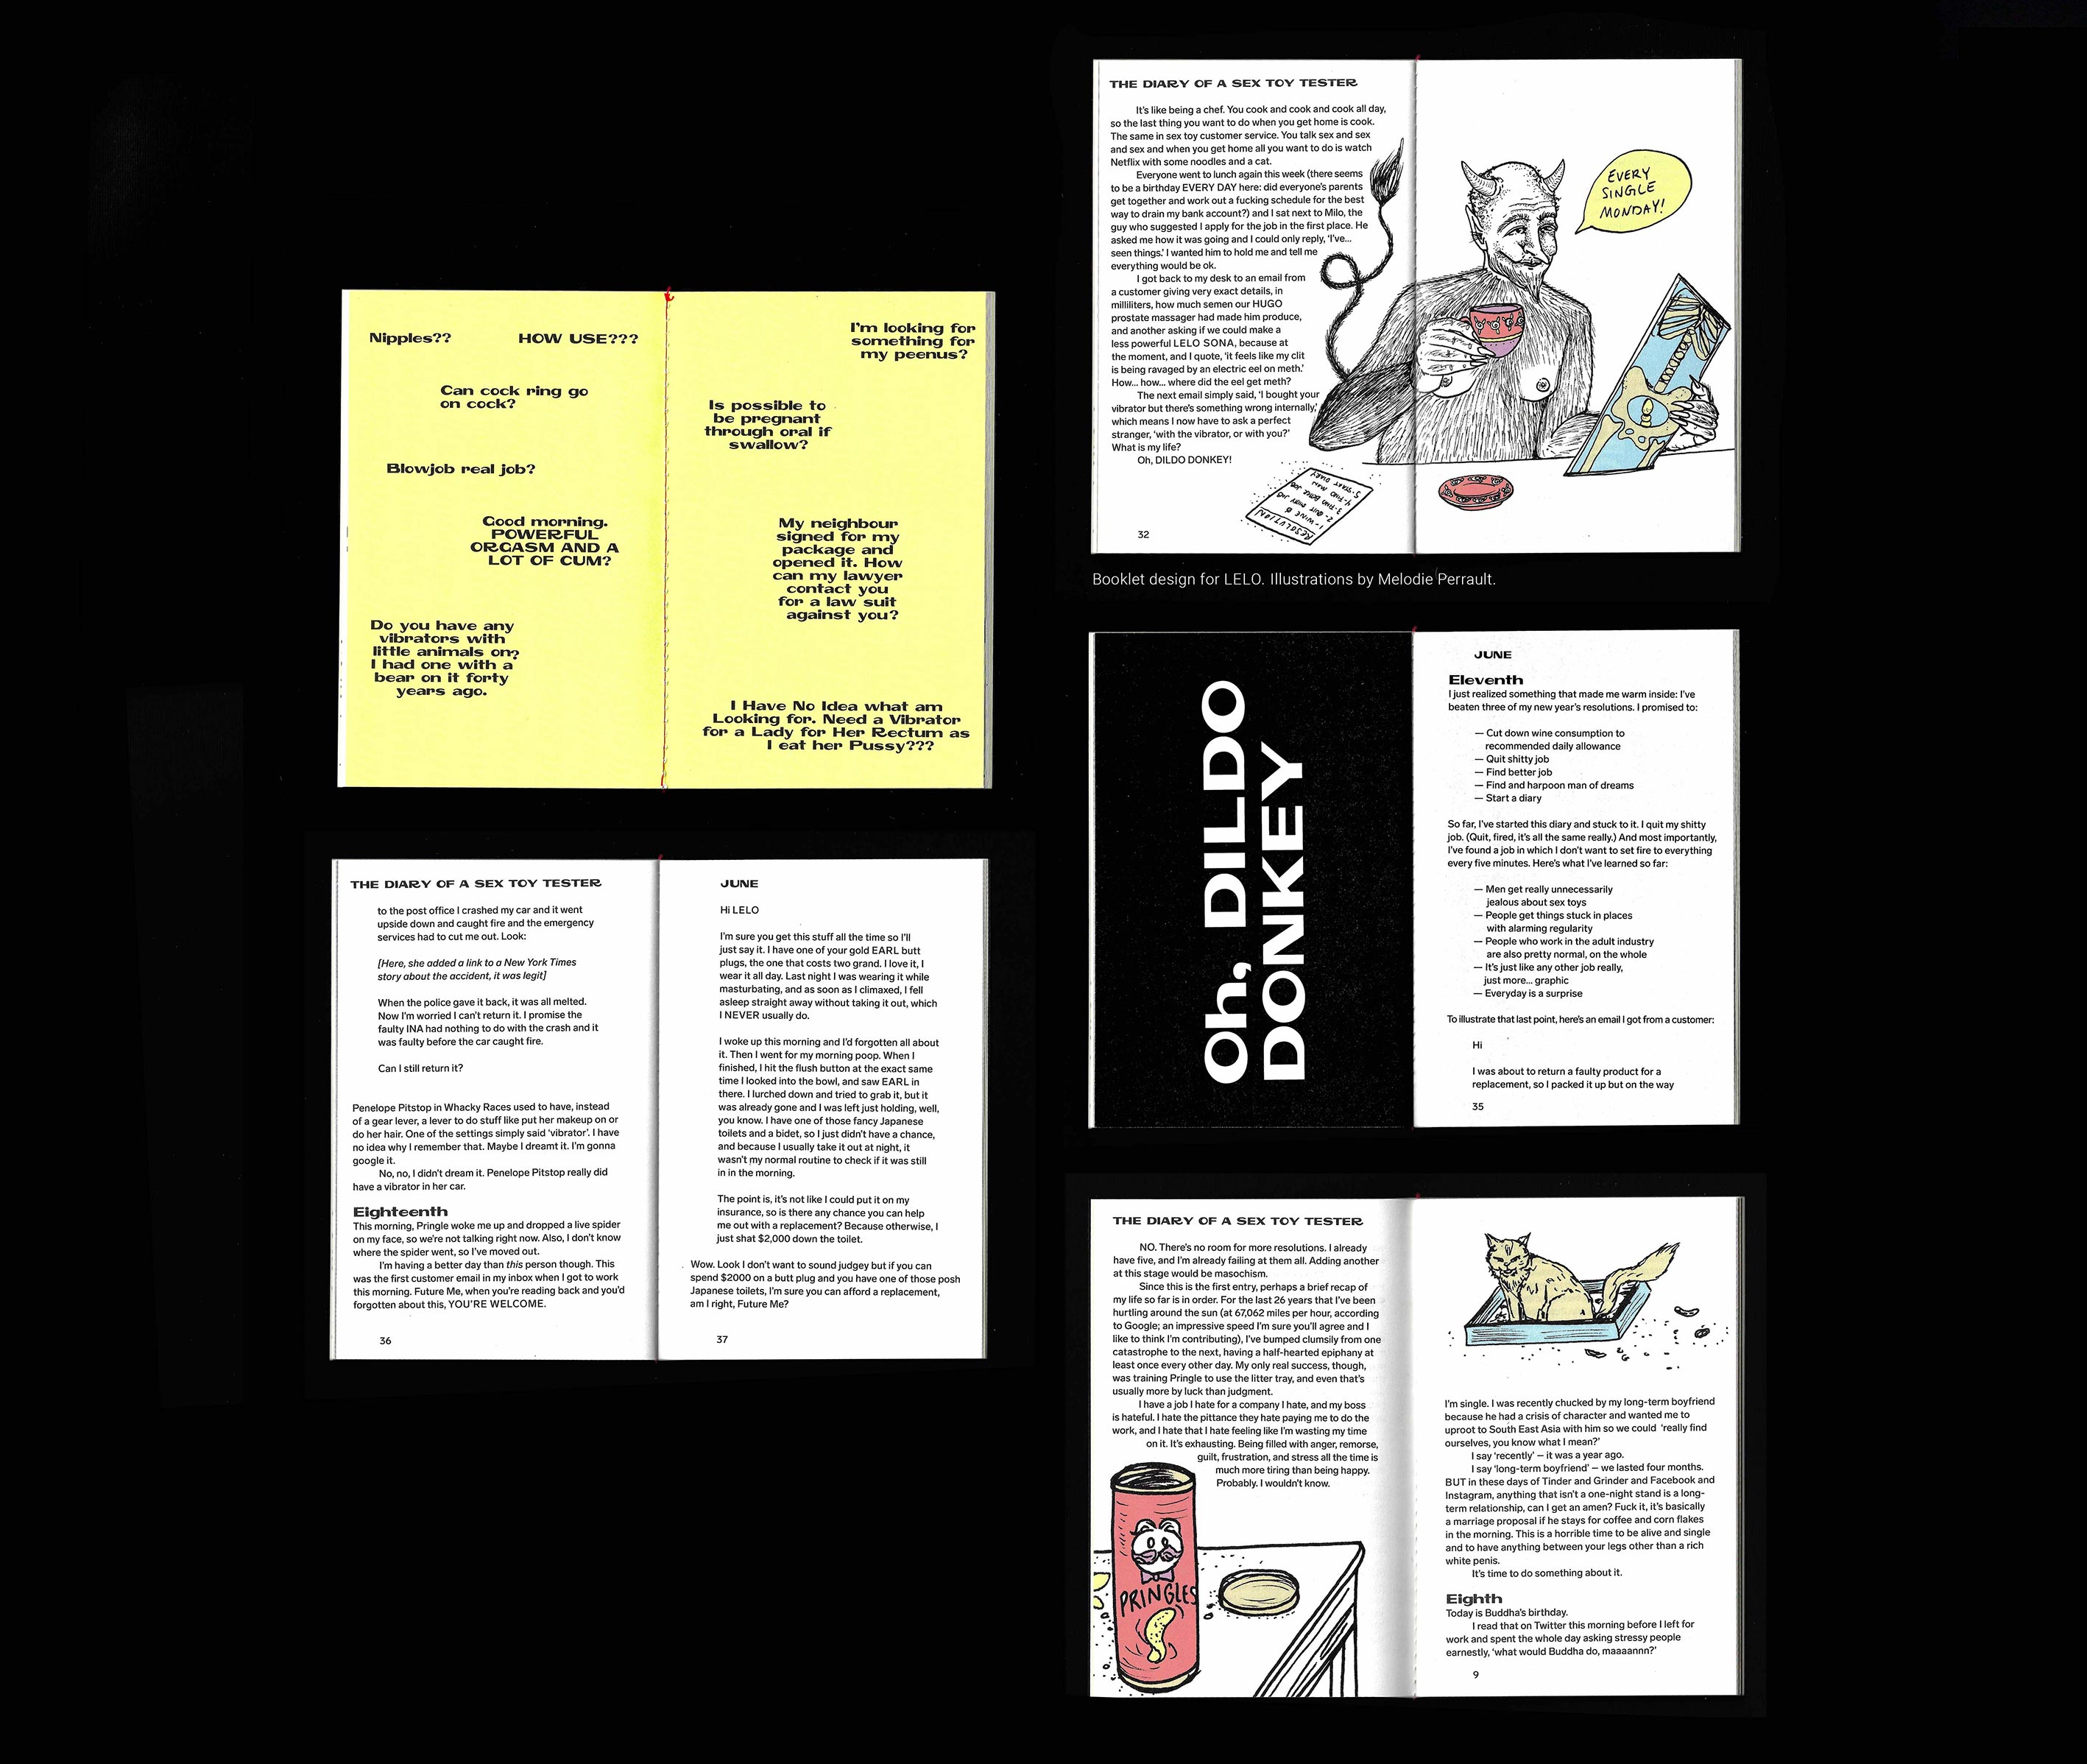 Nipples??
HOW USE???
Can cock ring go
on cock?
Blowjob real job?
Good morning.
POWERFUL
ORGASM AND A
LOT OF CUM?
Do you have any
vibrators with
little animals on?
I had one with a
bear on it forty
years ago.
I'm looking for
something for
my peenus?
Is possible to
be pregnant
through oral if
swallow?
My neighbour
signed for my
package and
opened it. How
can my lawyer
contact you
for a law suit
against you?
I Have No Idea what am
Looking for. Need a Vibrator
for a Lady for Her Rectum as
I eat her Pussy???
THE DIARY OF A SEX TOY TESTER
to the post office I crashed my car and it went
upside down and caught fire and the emergency
services had to cut me out. Look:
[Here, she added a link to a New York Times
story about the accident, it was legit]
When the police gave it back, it was all melted.
Now I'm worried I can't return it. I promise the
faulty INA had nothing to do with the crash and it
was faulty before the car caught fire.
Can I still return it?
Penelope Pitstop in Whacky Races used to have, instead
of a gear lever, a lever to do stuff like put her makeup on or
do her hair. One of the settings simply said 'vibrator'. I have
no idea why I remember that. Maybe I dreamt it. I'm gonna
google it.
No, no, I didn't dream it. Penelope Pitstop really did
have a vibrator in her car.
Eighteenth
This morning, Pringle woke me up and dropped a live spider
on my face, so we're not talking right now. Also, I don't know
where the spider went, so I've moved out.
I'm having a better day than this person though. This
was the first customer email in my inbox when I got to work
this morning. Future Me, when you're reading back and you'd
forgotten about this, YOU'RE WELCOME.
36
JUNE
Hi LELO
I'm sure you get this stuff all the time so I'll
just say it. I have one of your gold EARL butt
plugs, the one that costs two grand. I love it, I
wear it all day. Last night I was wearing it while
masturbating, and as soon as I climaxed, I fell
asleep straight away without taking it out, which
I NEVER usually do.
I woke up this morning and I'd forgotten all about
it. Then I went for my morning poop. When I
finished, I hit the flush button at the exact same
time I looked into the bowl, and saw EARL in
there. I lurched down and tried to grab it, but it
was already gone and I was left just holding, well,
you know. I have one of those fancy Japanese
toilets and a bidet, so I just didn't have a chance,
and because I usually take it out at night, it
wasn't my normal routine to check if it was still
in in the morning.
The point is, it's not like I could put it on my
insurance, so is there any chance you can help
me out with a replacement? Because otherwise, I
just shat $2,000 down the toilet.
Wow. Look I don't want to sound judgey but if you can
spend $2000 on a butt plug and you have one of those posh
Japanese toilets, I'm sure you can afford a replacement,
am I right, Future Me?
37
THE DIARY OF A SEX TOY TESTER
It's like being a chef. You cook and cook and cook all day,
so the last thing you want to do when you get home is cook.
The same in sex toy customer service. You talk sex and sex
and sex and when you get home all you want to do is watch
Netflix with some noodles and a cat.
Everyone went to lunch again this week (there seems
to be a birthday EVERY DAY here: did everyone's parents
get together and work out a fucking schedule for the best
way to drain my bank account?) and I sat next to Milo, the
guy who suggested I apply for the job in the first place. He
asked me how it was going and I could only reply, 'I've...
seen things.' I wanted him to hold me and tell me
everything would be ok.
I got back to my desk to an email from
a customer giving very exact details, in
milliliters, how much semen our HUGO
prostate massager had made him produce,
and another asking if we could make a
less powerful LELO SONA, because at
the moment, and I quote, 'it feels like my clit
is being ravaged by an electric eel on meth.'
How... how... where did the eel get meth?
The next email simply said, 'I bought your
vibrator but there's something wrong internally,'
which means I now have to ask a perfect
stranger, 'with the vibrator, or with you?'
What is my life?
Oh, DILDO DONKEY!
32
EVERY
SINGLE
MONDAY!
RESOLUTION
1- WINE
2- QUIT SHITY JOB
3- FIND BETER JOB
4- FIND MAN
5- START DIARY
Booklet design for LELO. Illustrations by Melodie Perrault.
Oh, DILDO
DONKEY
JUNE
Eleventh
I just realized something that made me warm inside: I've
beaten three of my new year's resolutions. I promised to:
— Cut down wine consumption to
recommended daily allowance
— Quit shitty job
— Find better job
— Find and harpoon man of dreams
— Start a diary
So far, I've started this diary and stuck to it. I quit my shitty
job. (Quit, fired, it's all the same really.) And most importantly,
I've found a job in which I don't want to set fire to everything
every five minutes. Here's what I've learned so far:
— Men get really unnecessarily
jealous about sex toys
— People get things stuck in places
with alarming regularity
— People who work in the adult industry
are also pretty normal, on the whole
— It's just like any other job really,
just more... graphic
— Everyday is a surprise
To illustrate that last point, here's an email I got from a customer:
Hi
I was about to return a faulty product for a
replacement, so I packed it up but on the way
35
THE DIARY OF A SEX TOY TESTER
NO. There's no room for more resolutions. I already
have five, and I'm already failing at them all. Adding another
at this stage would be masochism.
Since this is the first entry, perhaps a brief recap of
my life so far is in order. For the last 26 years that I've been
hurtling around the sun (at 67,062 miles per hour, according
to Google; an impressive speed I'm sure you'll agree and I
like to think I'm contributing), I've bumped clumsily from one
catastrophe to the next, having a half-hearted epiphany at
least once every other day. My only real success, though,
was training Pringle to use the litter tray, and even that's
usually more by luck than judgment.
I have a job I hate for a company I hate, and my boss
is hateful. I hate the pittance they hate paying me to do the
work, and I hate that I hate feeling like I'm wasting my time
on it. It's exhausting. Being filled with anger, remorse,
guilt, frustration, and stress all the time is
much more tiring than being happy.
Probably. I wouldn't know.
PRINGLES
I'm single. I was recently chucked by my long-term boyfriend
because he had a crisis of character and wanted me to
uproot to South East Asia with him so we could 'really find
ourselves, you know what I mean?'
I say 'recently' – it was a year ago.
I say 'long-term boyfriend' – we lasted four months.
BUT in these days of Tinder and Grinder and Facebook and
Instagram, anything that isn't a one-night stand is a long-
term relationship, can I get an amen? Fuck it, it's basically
a marriage proposal if he stays for coffee and corn flakes
in the morning. This is a horrible time to be alive and single
and to have anything between your legs other than a rich
white penis.
It's time to do something about it.
Eighth
Today is Buddha's birthday.
I read that on Twitter this morning before I left for
work and spent the whole day asking stressy people
earnestly, 'what would Buddha do, maaaannn?'
9